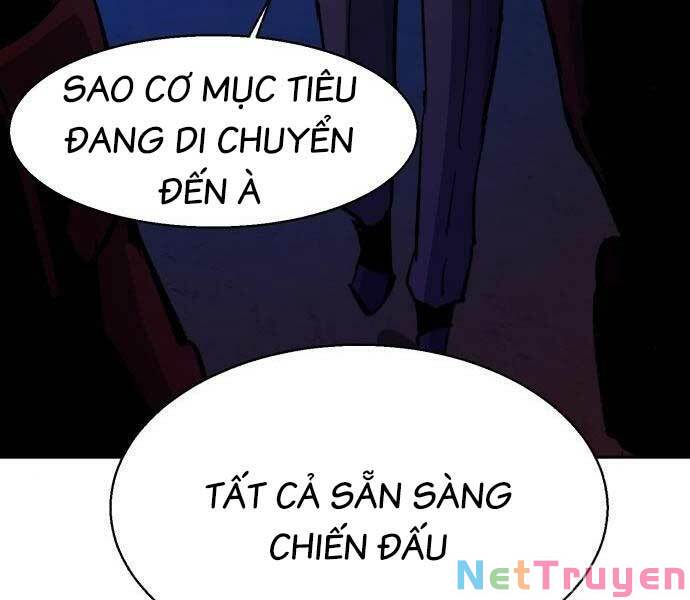 SAO CƠ MỤC TIÊU
ĐANG DI CHUYỂN
ĐẾN À
TẤT CẢ SẴN SÀNG
CHIẾN ĐẤU
NetTruyen